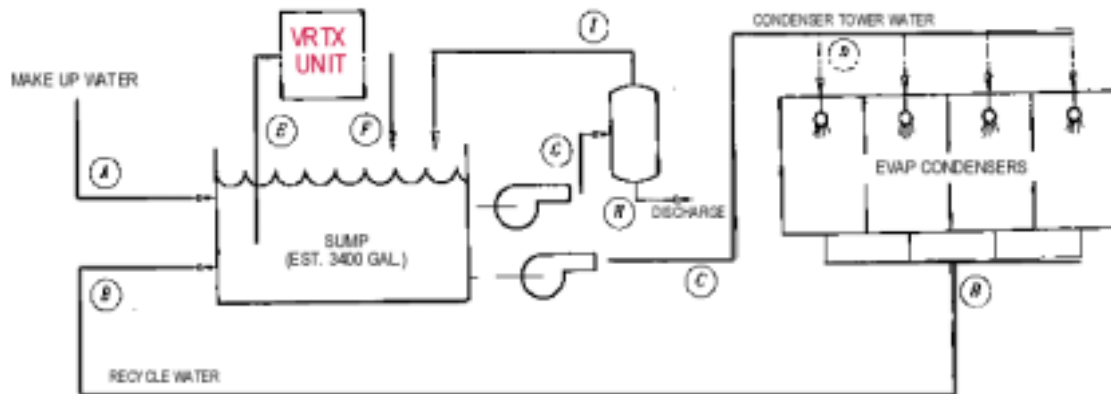 CONDENSER TOWER WATER
I
VRTX
UNIT
D
MAKE UP WATER
E
F
G
A
EVAP CONDENSERS
H
DISCHARGE
SUMP
(EST. 3400 GAL.)
B
C
B
RECYCLE WATER